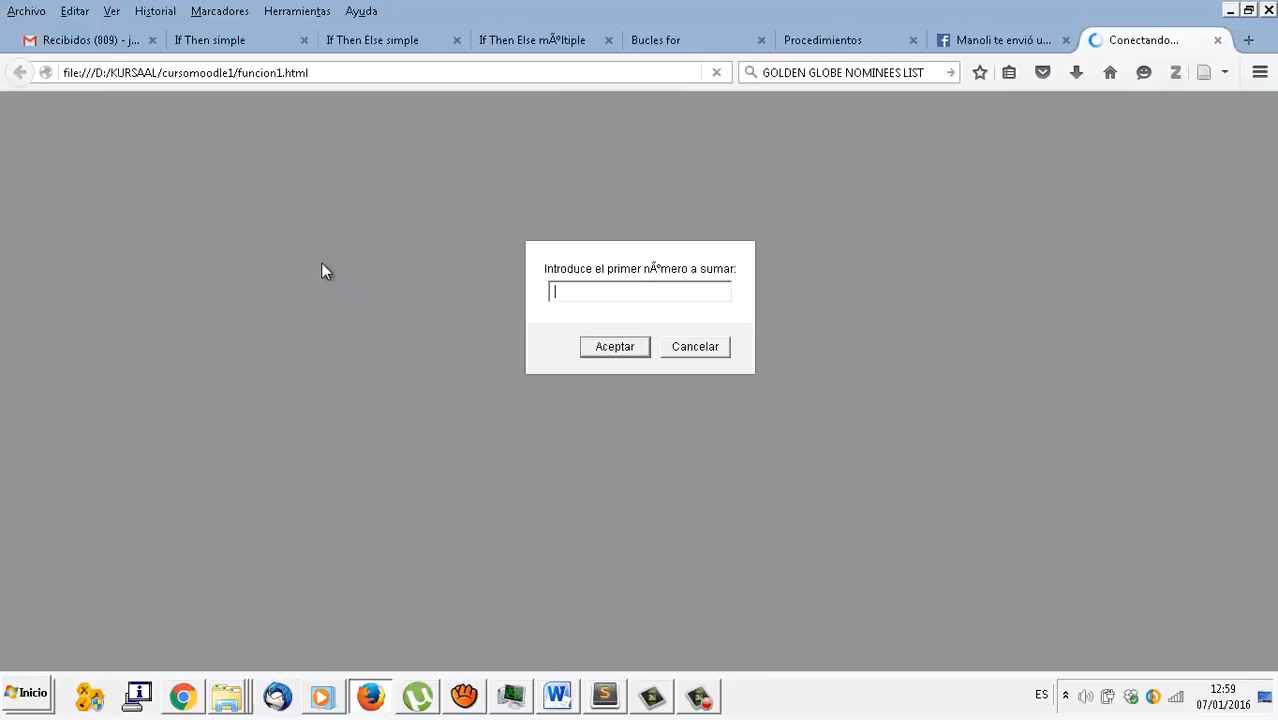 Archivo Editar Ver Historial Marcadores Herramientas Ayuda
Recibidos (809) - j... If Then simple If Then Else simple If Then Else mÃºltiple Bucles for Procedimientos Manoli te envió u... Conectando...
file:///D:/KURSAAL/cursomoodle1/funcion1.html GOLDEN GLOBE NOMINEES LIST
Introduce el primer nÃºmero a sumar:
Aceptar Cancelar
Inicio ES 12:59
07/01/2016